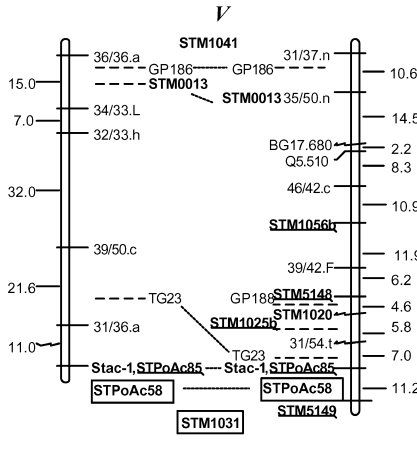 V
STM1041
36/36.a
31/37.n
GP186
GP186
10.6
15.0
STM0013
STM0013 35/50.n
34/33.L
7.0
14.5
32/33.h
BG17.680
2.2
Q5.510
8.3
32.0
46/42.c
10.9
STM1056b
39/50.c
11.9
39/42.F
6.2
21.6
TG23
GP188 STM5148
4.6
STM1020
31/36.a
STM1025b
5.8
11.0
31/54.t
TG23
7.0
Stac-1, STPoAc85
Stac-1, STPoAc85
STPoAc58
STPoAc58
11.2
STM5149
STM1031